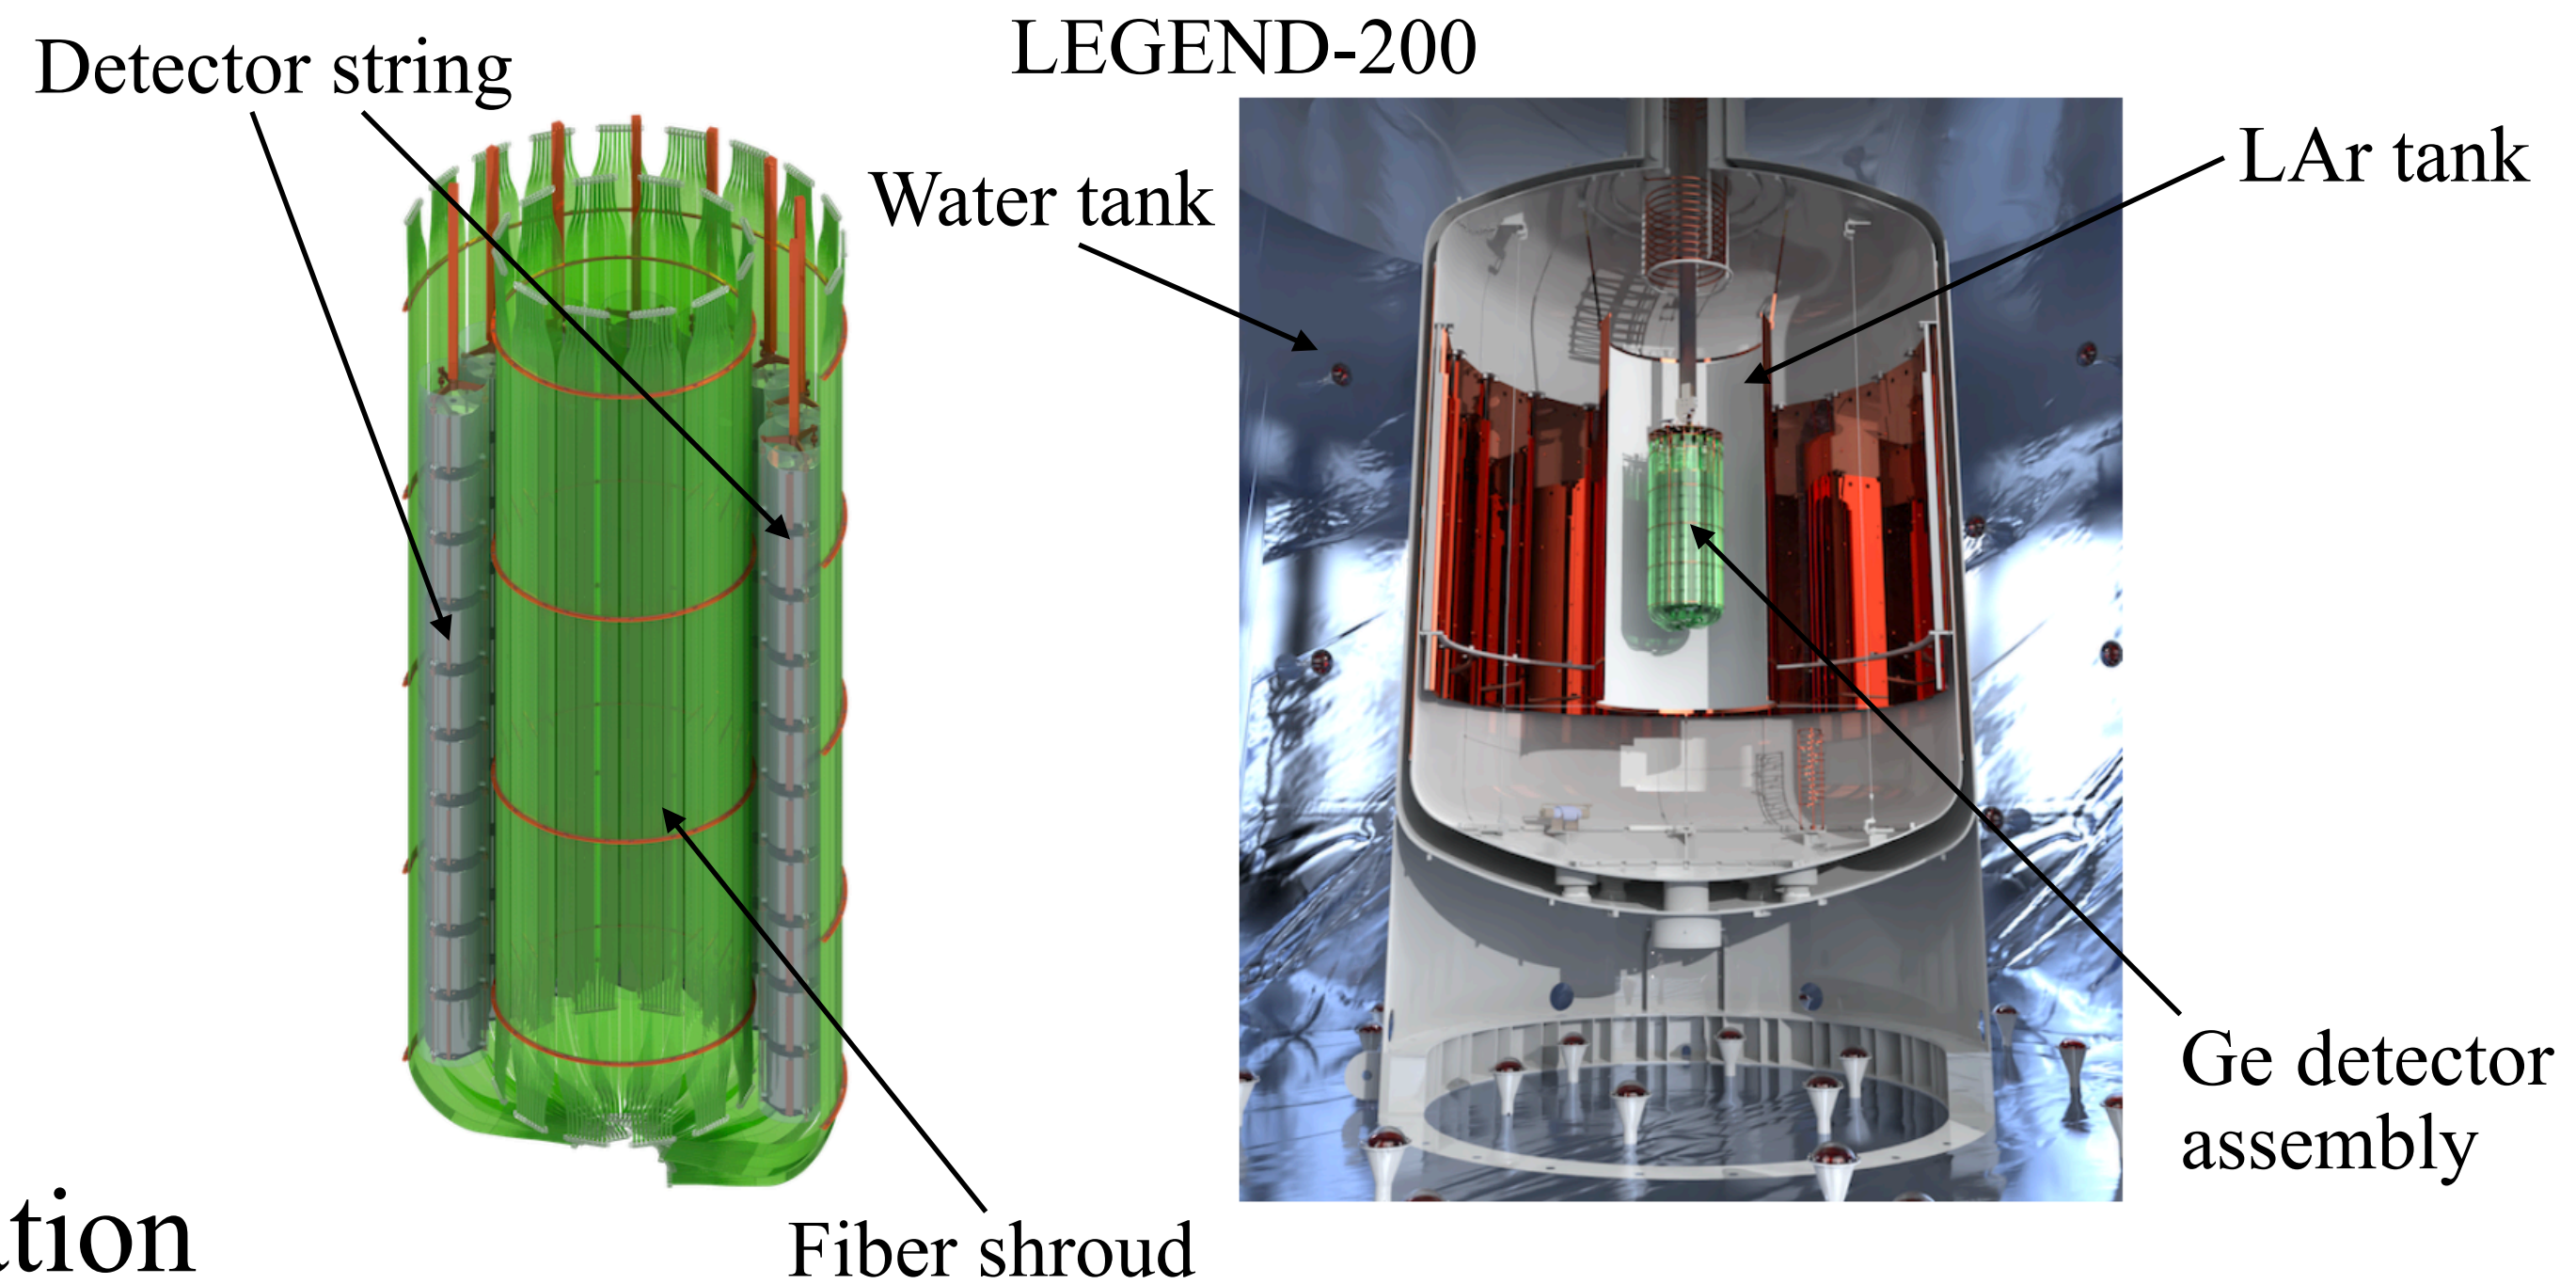 LEGEND-200
Detector string
Water tank
LAr tank
Ge detector
assembly
Fiber shroud